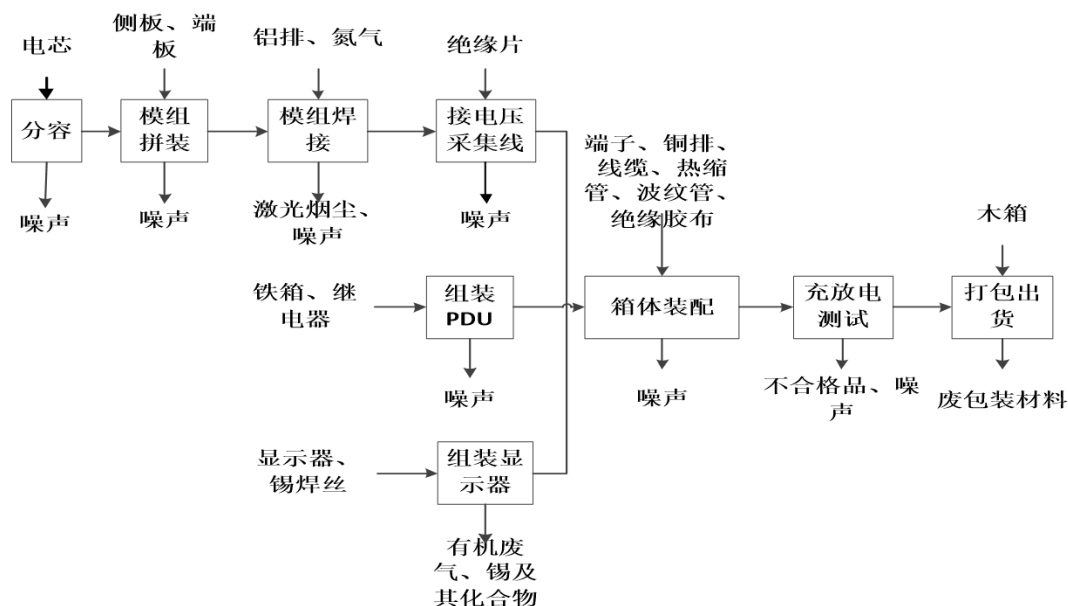 电芯
侧板、端
板
铝排、氮气
绝缘片
分容
模组
拼装
模组焊
接
接电压
采集线
噪声
噪声
激光烟尘、
噪声
噪声
端子、铜排、
线缆、热缩
管、波纹管、
绝缘胶布
木箱
铁箱、继
电器
组装
PDU
箱体装配
充放电
测试
打包出
货
噪声
噪声
不合格品、噪
声
废包装材料
显示器、
锡焊丝
组装显
示器
有机废
气、锡及
其化合物